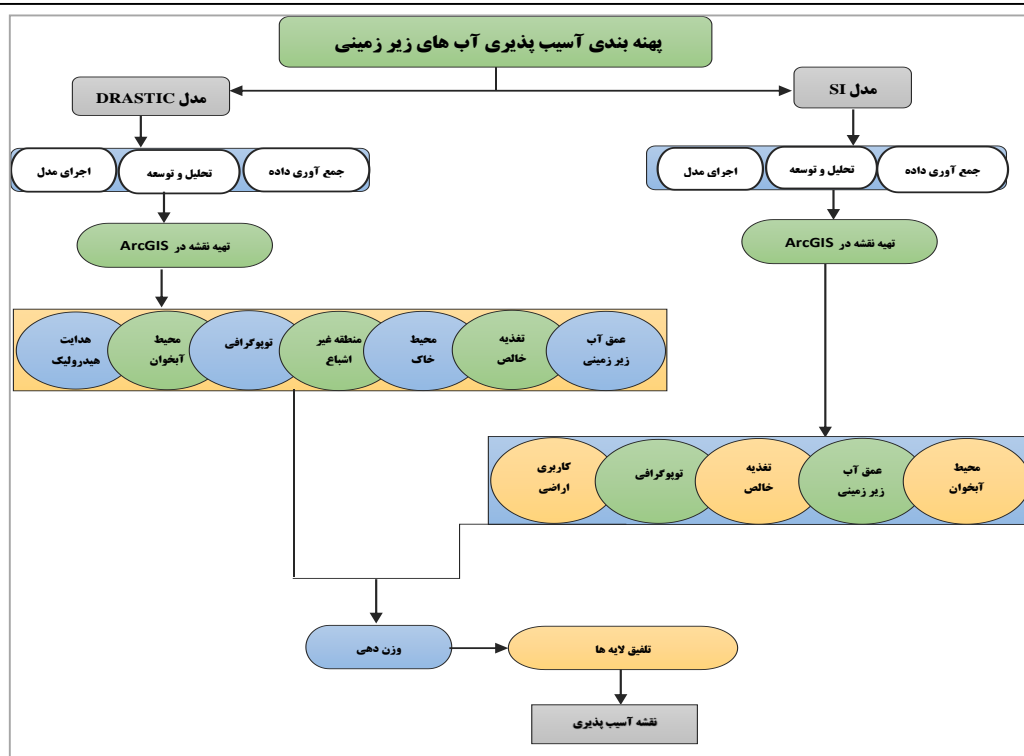 پهنه بندی آسیب پذیری آب های زیر زمینی
مدل SI
مدل DRASTIC
جمع آوری داده
تحلیل و توسعه
اجرای مدل
جمع آوری داده
تحلیل و توسعه
اجرای مدل
تهیه نقشه در ArcGIS
تهیه نقشه در ArcGIS
عمق آب
زیر زمینی
تغذیه
خالص
محیط
خاک
منطقه غیر
اشباع
توپوگرافی
محیط
آبخوان
هدایت
هیدرولیک
محیط
آبخوان
عمق آب
زیر زمینی
تغذیه
خالص
توپوگرافی
کاربری
اراضی
وزن دهی
تلفیق لایه ها
نقشه آسیب پذیری